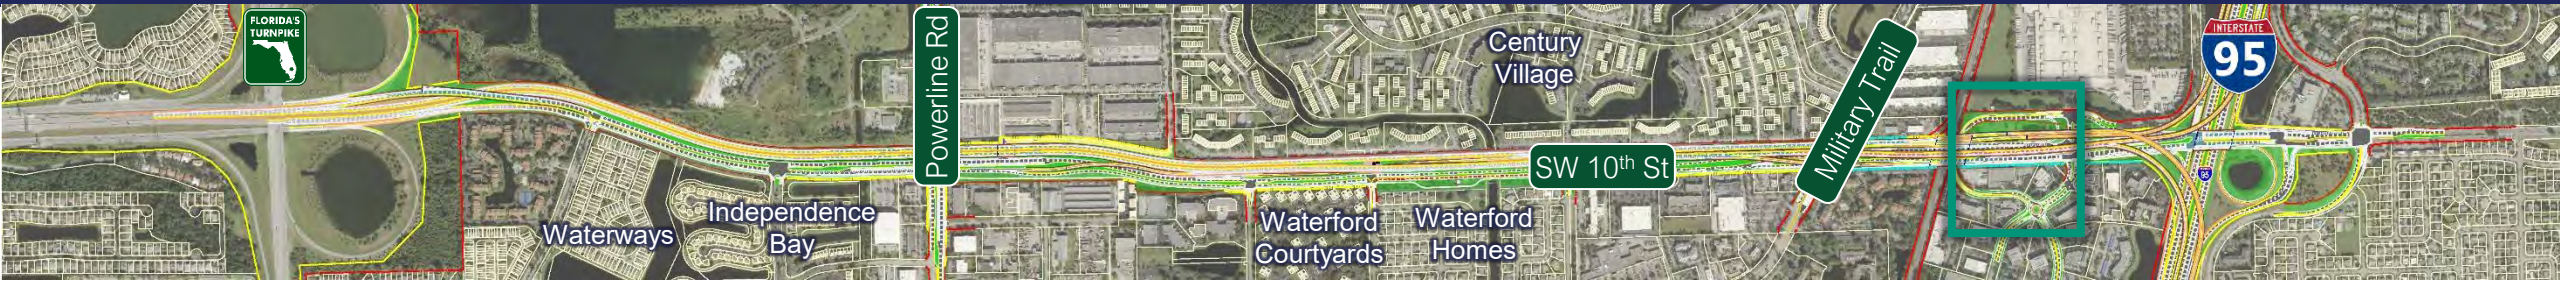 FLORIDA'S
TURNPIKE
Waterways
Independence
Bay
Powerline Rd
Waterford
Courtyards
Waterford
Homes
Century
Village
SW 10th St
Military Trail
INTERSTATE
95
95